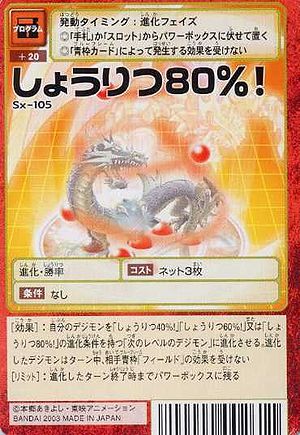 プログラム
+20
発動タイミング：進化フェイズ
◎「手札」か「スロット」からパワーボックスに伏せて置く
◎「青枠カード」によって発生する効果を受けない
しょうりつ80%!
Sx-105
進化・勝率
コスト ネット3枚
条件 なし
[効果]：自分のデジモンを「しょうりつ40%!」「しょうりつ60%!」又は「しょう
りつ80%!」の進化条件を持つ「次のレベルのデジモン」に進化させる。進化
したデジモンはターン中、相手青枠「フィールド」の効果を受けない
[リミット]：進化したターン終了時までパワーボックスに残る
©本郷あきよし・東映アニメーション
BANDAI 2003 MADE IN JAPAN